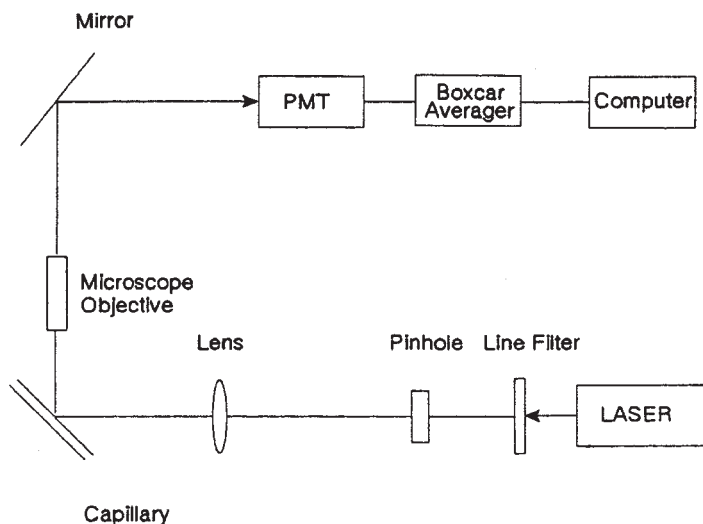 Mirror
PMT
Boxcar
Averager
Computer
Microscope
Objective
Lens
Pinhole
Line Filter
LASER
Capillary